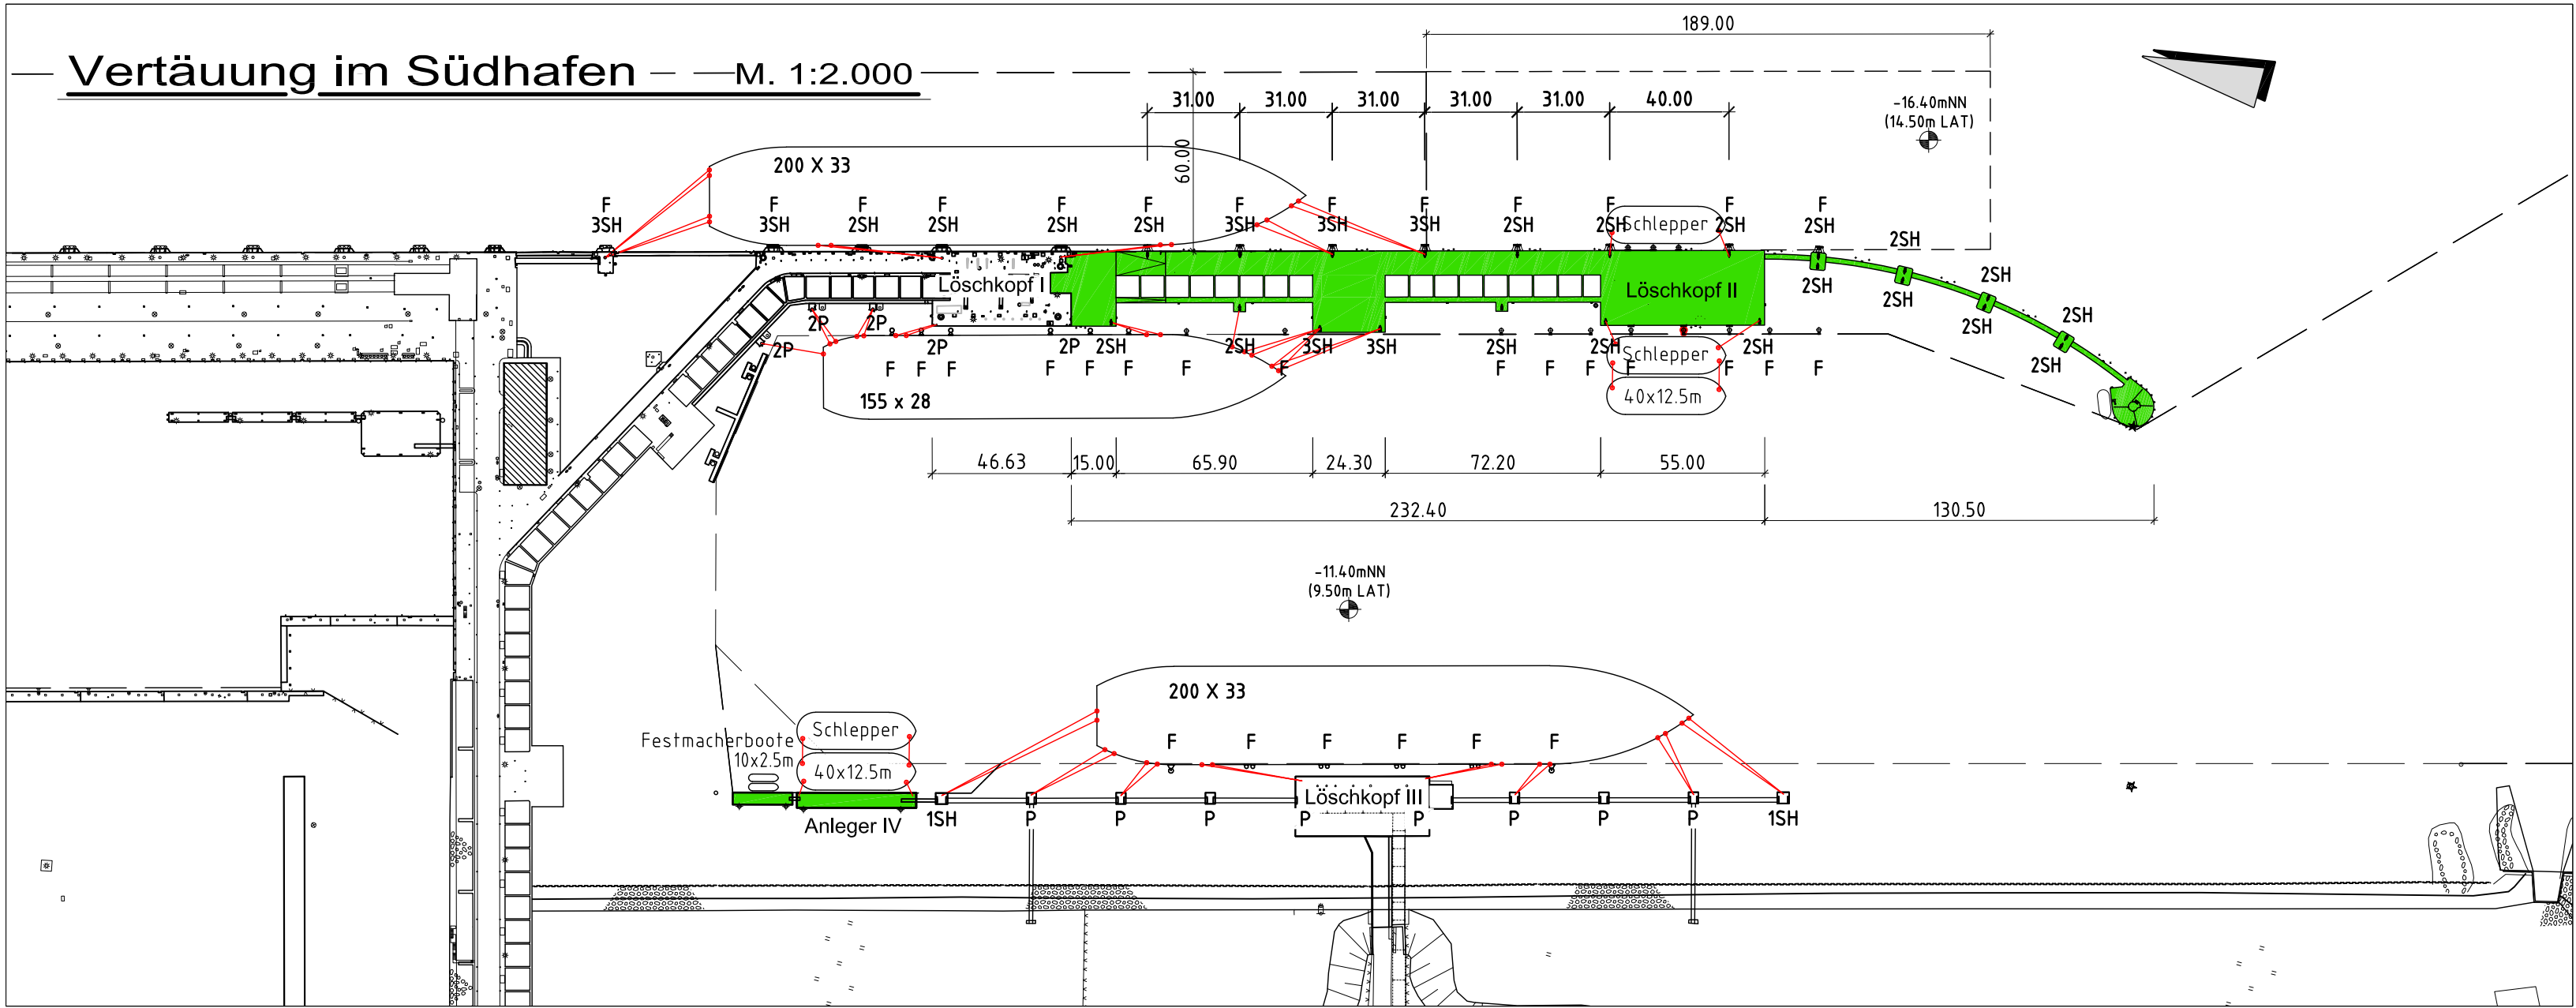 Vertäuung im Südhafen M. 1:2.000
189.00
31.00 31.00 31.00 31.00 31.00 40.00
60.00
-16.40mNN
(14.50m LAT)
200 X 33
F F F F F F F F F F F F F
3SH 3SH 2SH 2SH 2SH 2SH 3SH 3SH 3SH 2SH 2SH Schlepper 2SH 2SH
2SH
2SH
2SH
2SH
2SH
2SH
2SH
2SH
Löschkopf I
Löschkopf II
2P 2P
2P 2P 2P 2SH 2SH 3SH 3SH 2SH 2SH Schlepper 2SH
F F F F F F F F F F F F F F F
155 x 28
40x12.5m
46.63 15.00 65.90 24.30 72.20 55.00
232.40 130.50
-11.40mNN
(9.50m LAT)
200 X 33
Festmacherboote
10x2.5m
Schlepper
40x12.5m
F F F F F F
Löschkopf III
Anleger IV
1SH P P P P P P P P 1SH